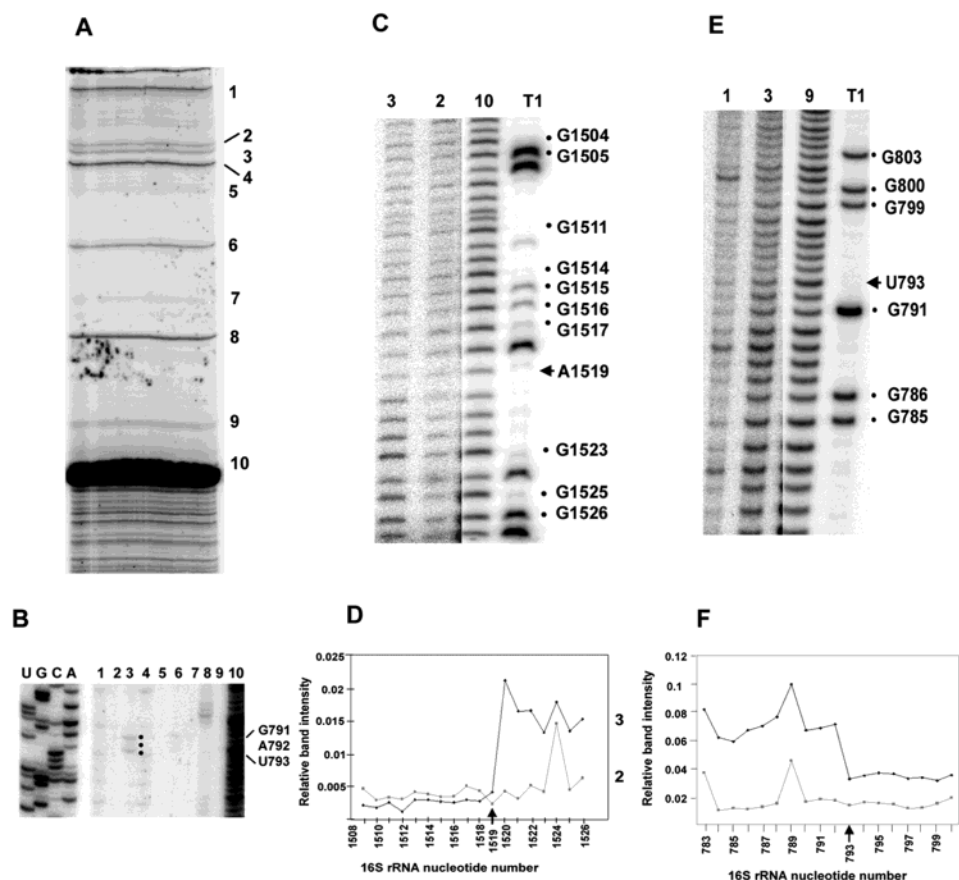 A
1
2
3
4
5
6
7
8
9
10
B
U G C A 1 2 3 4 5 6 7 8 9 10
G791
A792
U793
C
3 2 10 T1
G1504
G1505
G1511
G1514
G1515
G1516
G1517
A1519
G1523
G1525
G1526
D
Relative band intensity
0.025
0.02
0.015
0.01
0.005
3
2
1508 1510 1512 1514 1516 1518 1519 1520 1522 1524 1526
16S rRNA nucleotide number
E
1 3 9 T1
G803
G800
G799
U793
G791
G786
G785
F
Relative band intensity
0.12
0.1
0.08
0.06
0.04
0.02
783 785 787 789 791 793 795 797 799
16S rRNA nucleotide number